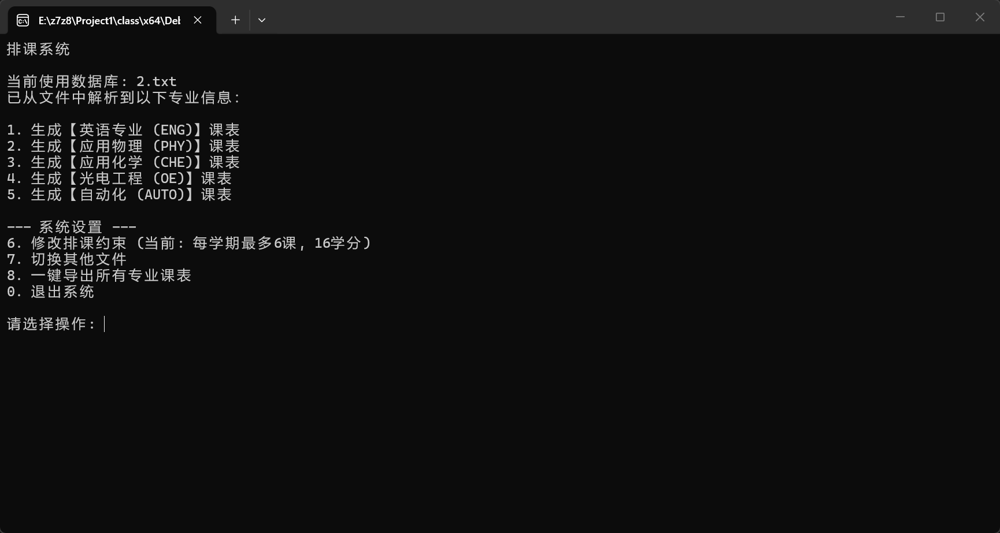 E:\z7z8\Project1\class\x64\Deb
排课系统
当前使用数据库: 2.txt
已从文件中解析到以下专业信息:
1. 生成【英语专业 (ENG)】课表
2. 生成【应用物理 (PHY)】课表
3. 生成【应用化学 (CHE)】课表
4. 生成【光电工程 (OE)】课表
5. 生成【自动化 (AUTO)】课表
--- 系统设置 ---
6. 修改排课约束 (当前: 每学期最多6课, 16学分)
7. 切换其他文件
8. 一键导出所有专业课表
0. 退出系统
请选择操作: